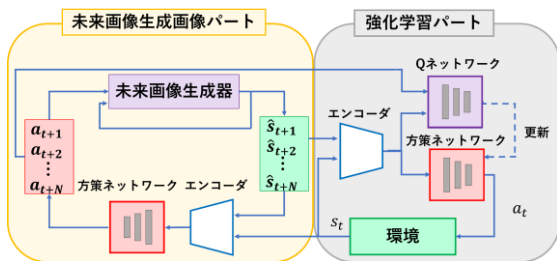 未来画像生成画像パート
強化学習パート
未来画像生成器
Qネットワーク
エンコーダ
a_{t+1}
a_{t+2}
⋮
a_{t+N}
ŝ_{t+1}
ŝ_{t+2}
⋮
ŝ_{t+N}
更新
方策ネットワーク
方策ネットワーク
エンコーダ
s_t
環境
a_t